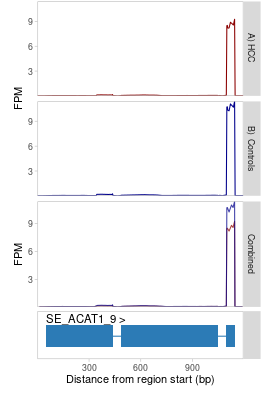 9
6
3
FPM
A) HCC
9
6
3
B) Controls
9
6
3
FPM
Combined
SE_ACAT1_9 >
300 600 900
Distance from region start (bp)